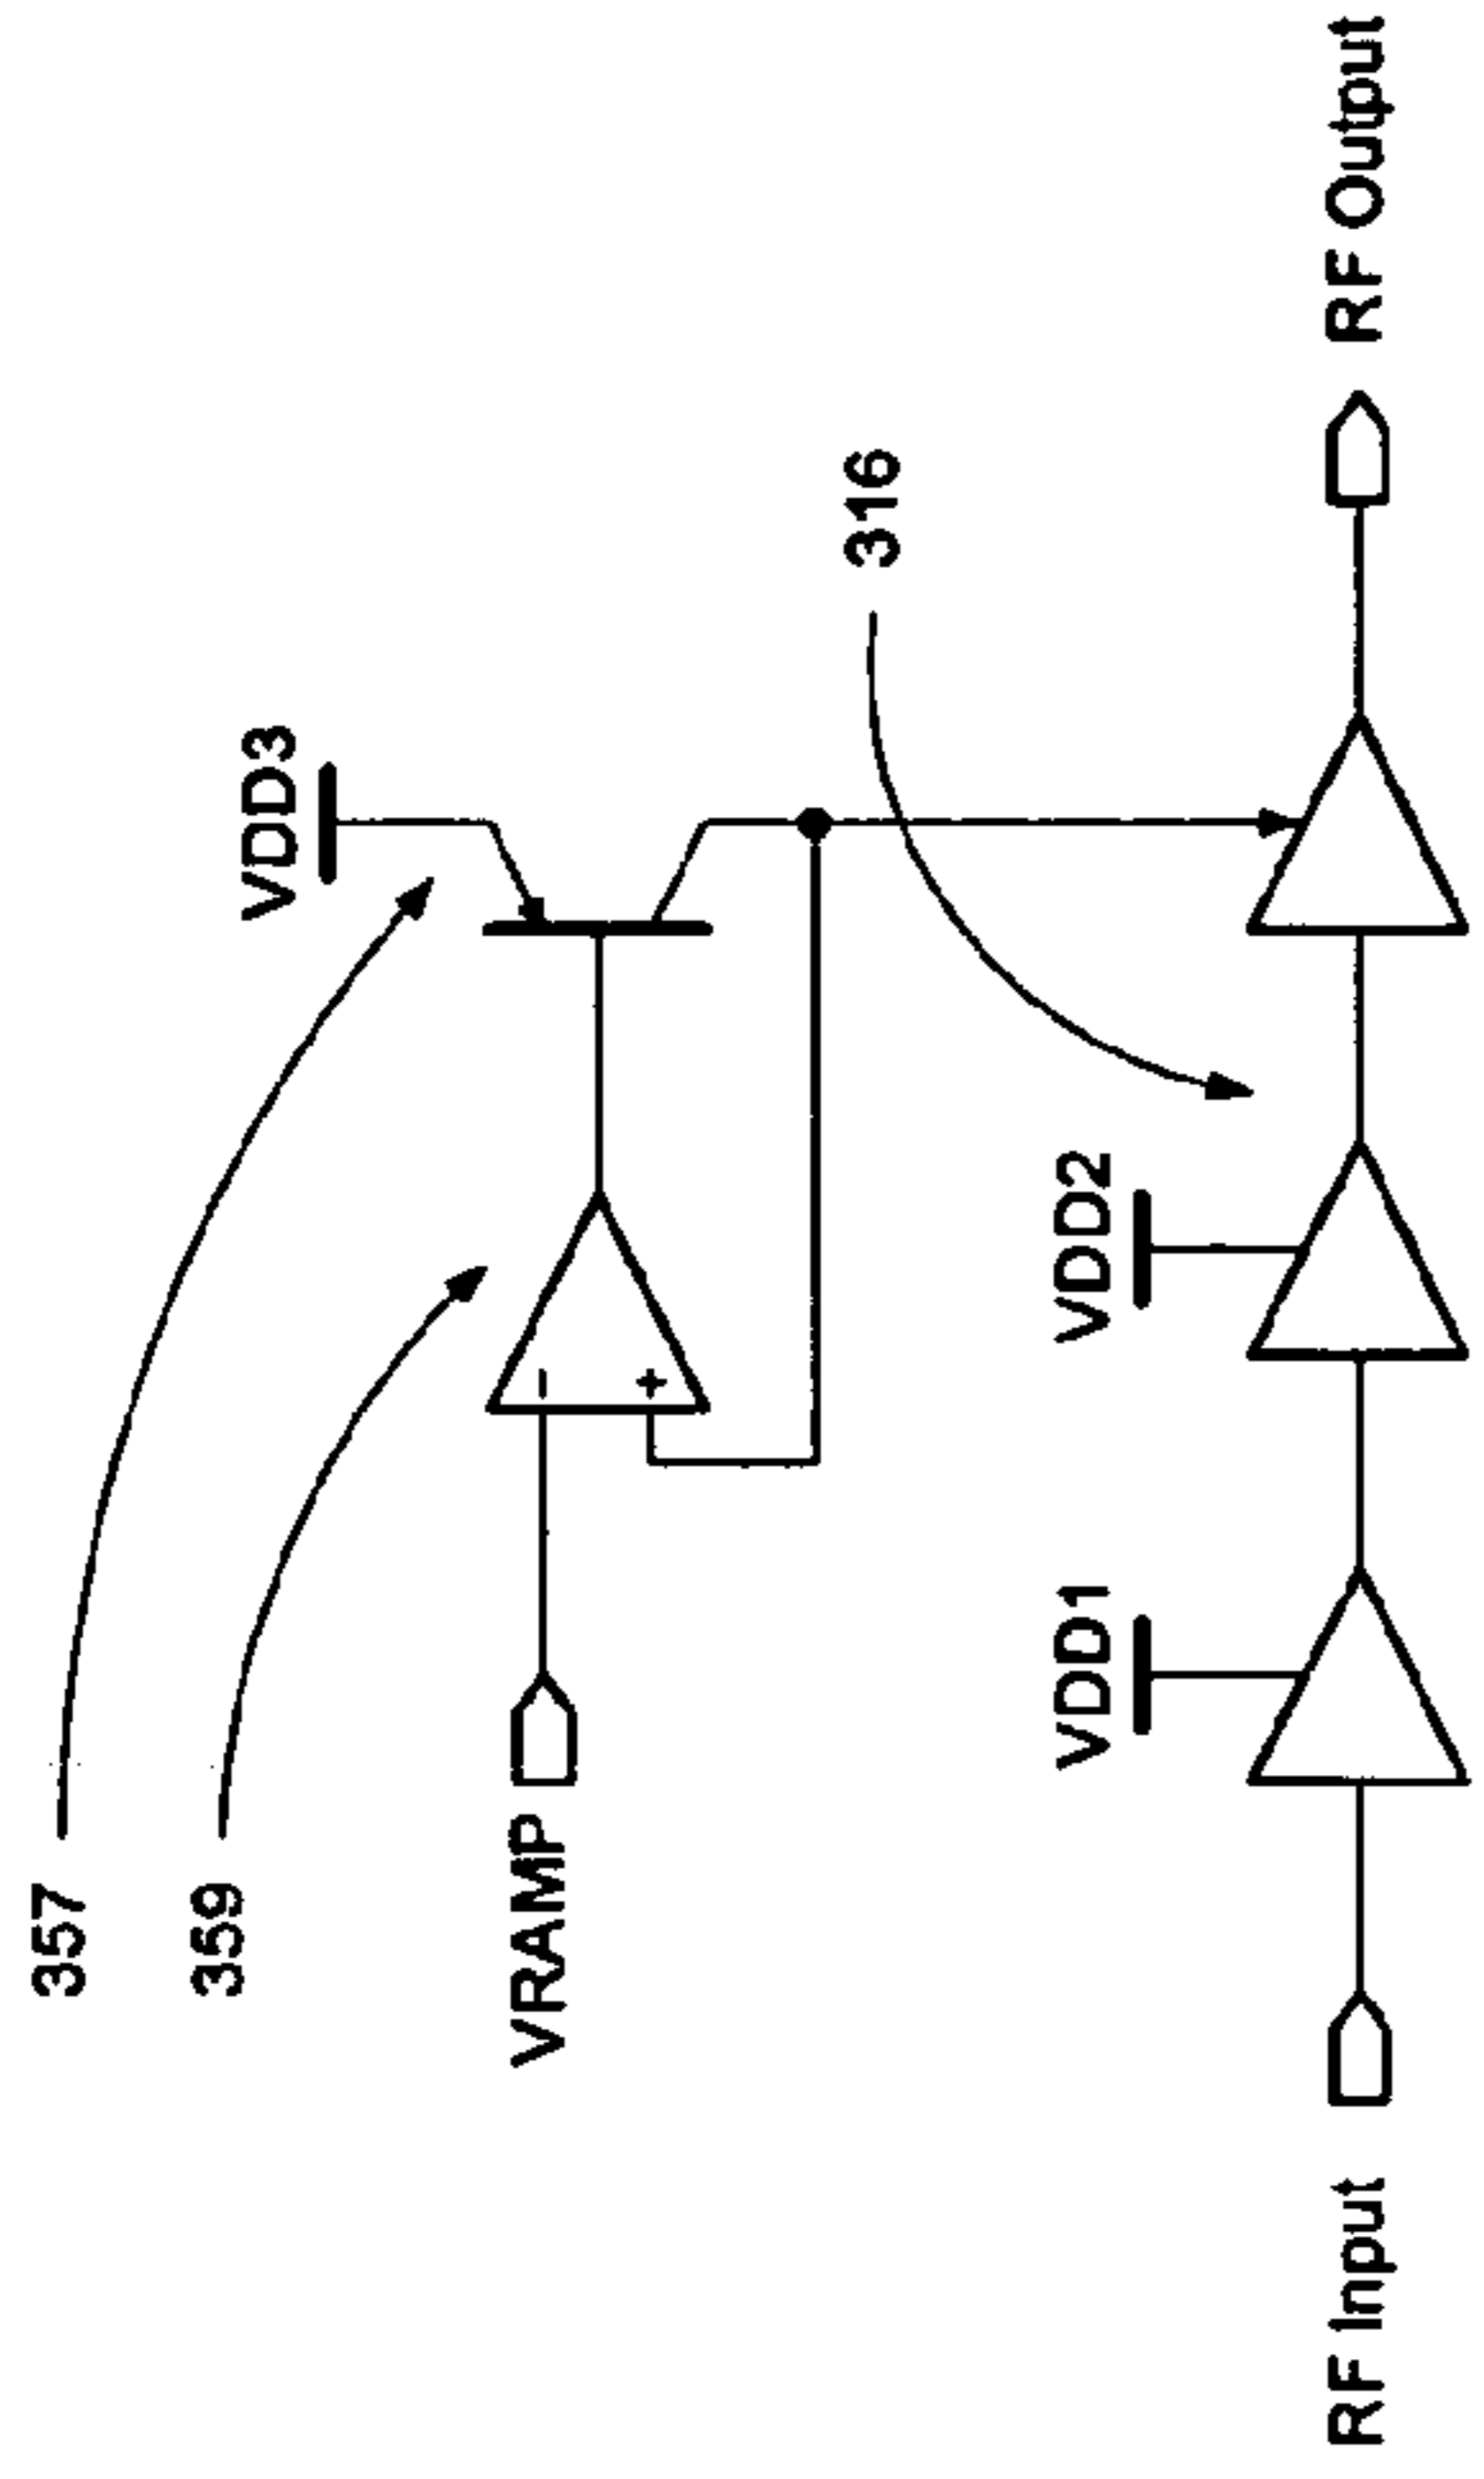 357
359
VDD3
VRAMP
-
+
316
VDD1
VDD2
RF Input
RF Output